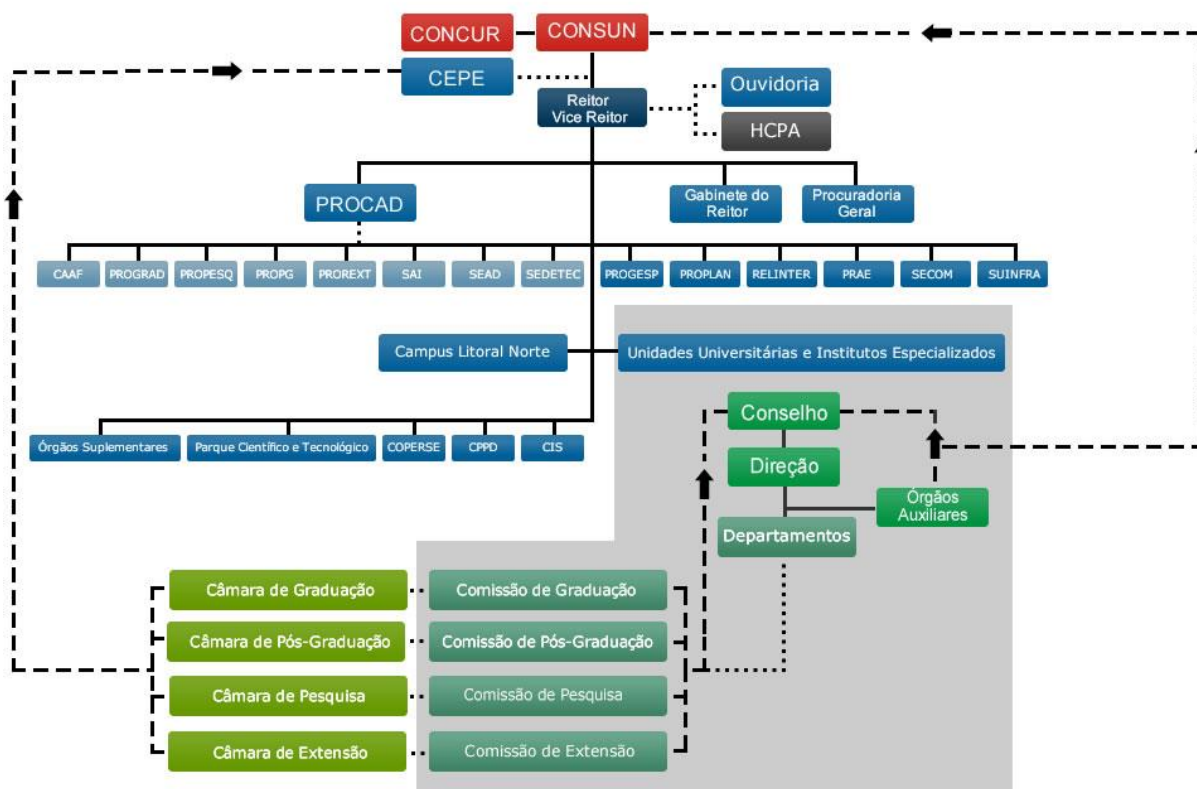 CONCUR
CONSUN
CEPE
Reitor
Vice Reitor
Ouvidoria
HCPA
PROCAD
Gabinete do
Reitor
Procuradoria
Geral
CAAF
PROGRAD
PROPESQ
PROPG
PROREXT
SAI
SEAD
SEDETEC
PROGESP
PROPLAN
RELINTER
PRAE
SECOM
SUINFRA
Campus Litoral Norte
Unidades Universitárias e Institutos Especializados
Conselho
Direção
Órgãos
Auxiliares
Departamentos
Órgãos Suplementares
Parque Científico e Tecnológico
COPERSE
CPPD
CIS
Câmara de Graduação
Comissão de Graduação
Câmara de Pós-Graduação
Comissão de Pós-Graduação
Câmara de Pesquisa
Comissão de Pesquisa
Câmara de Extensão
Comissão de Extensão